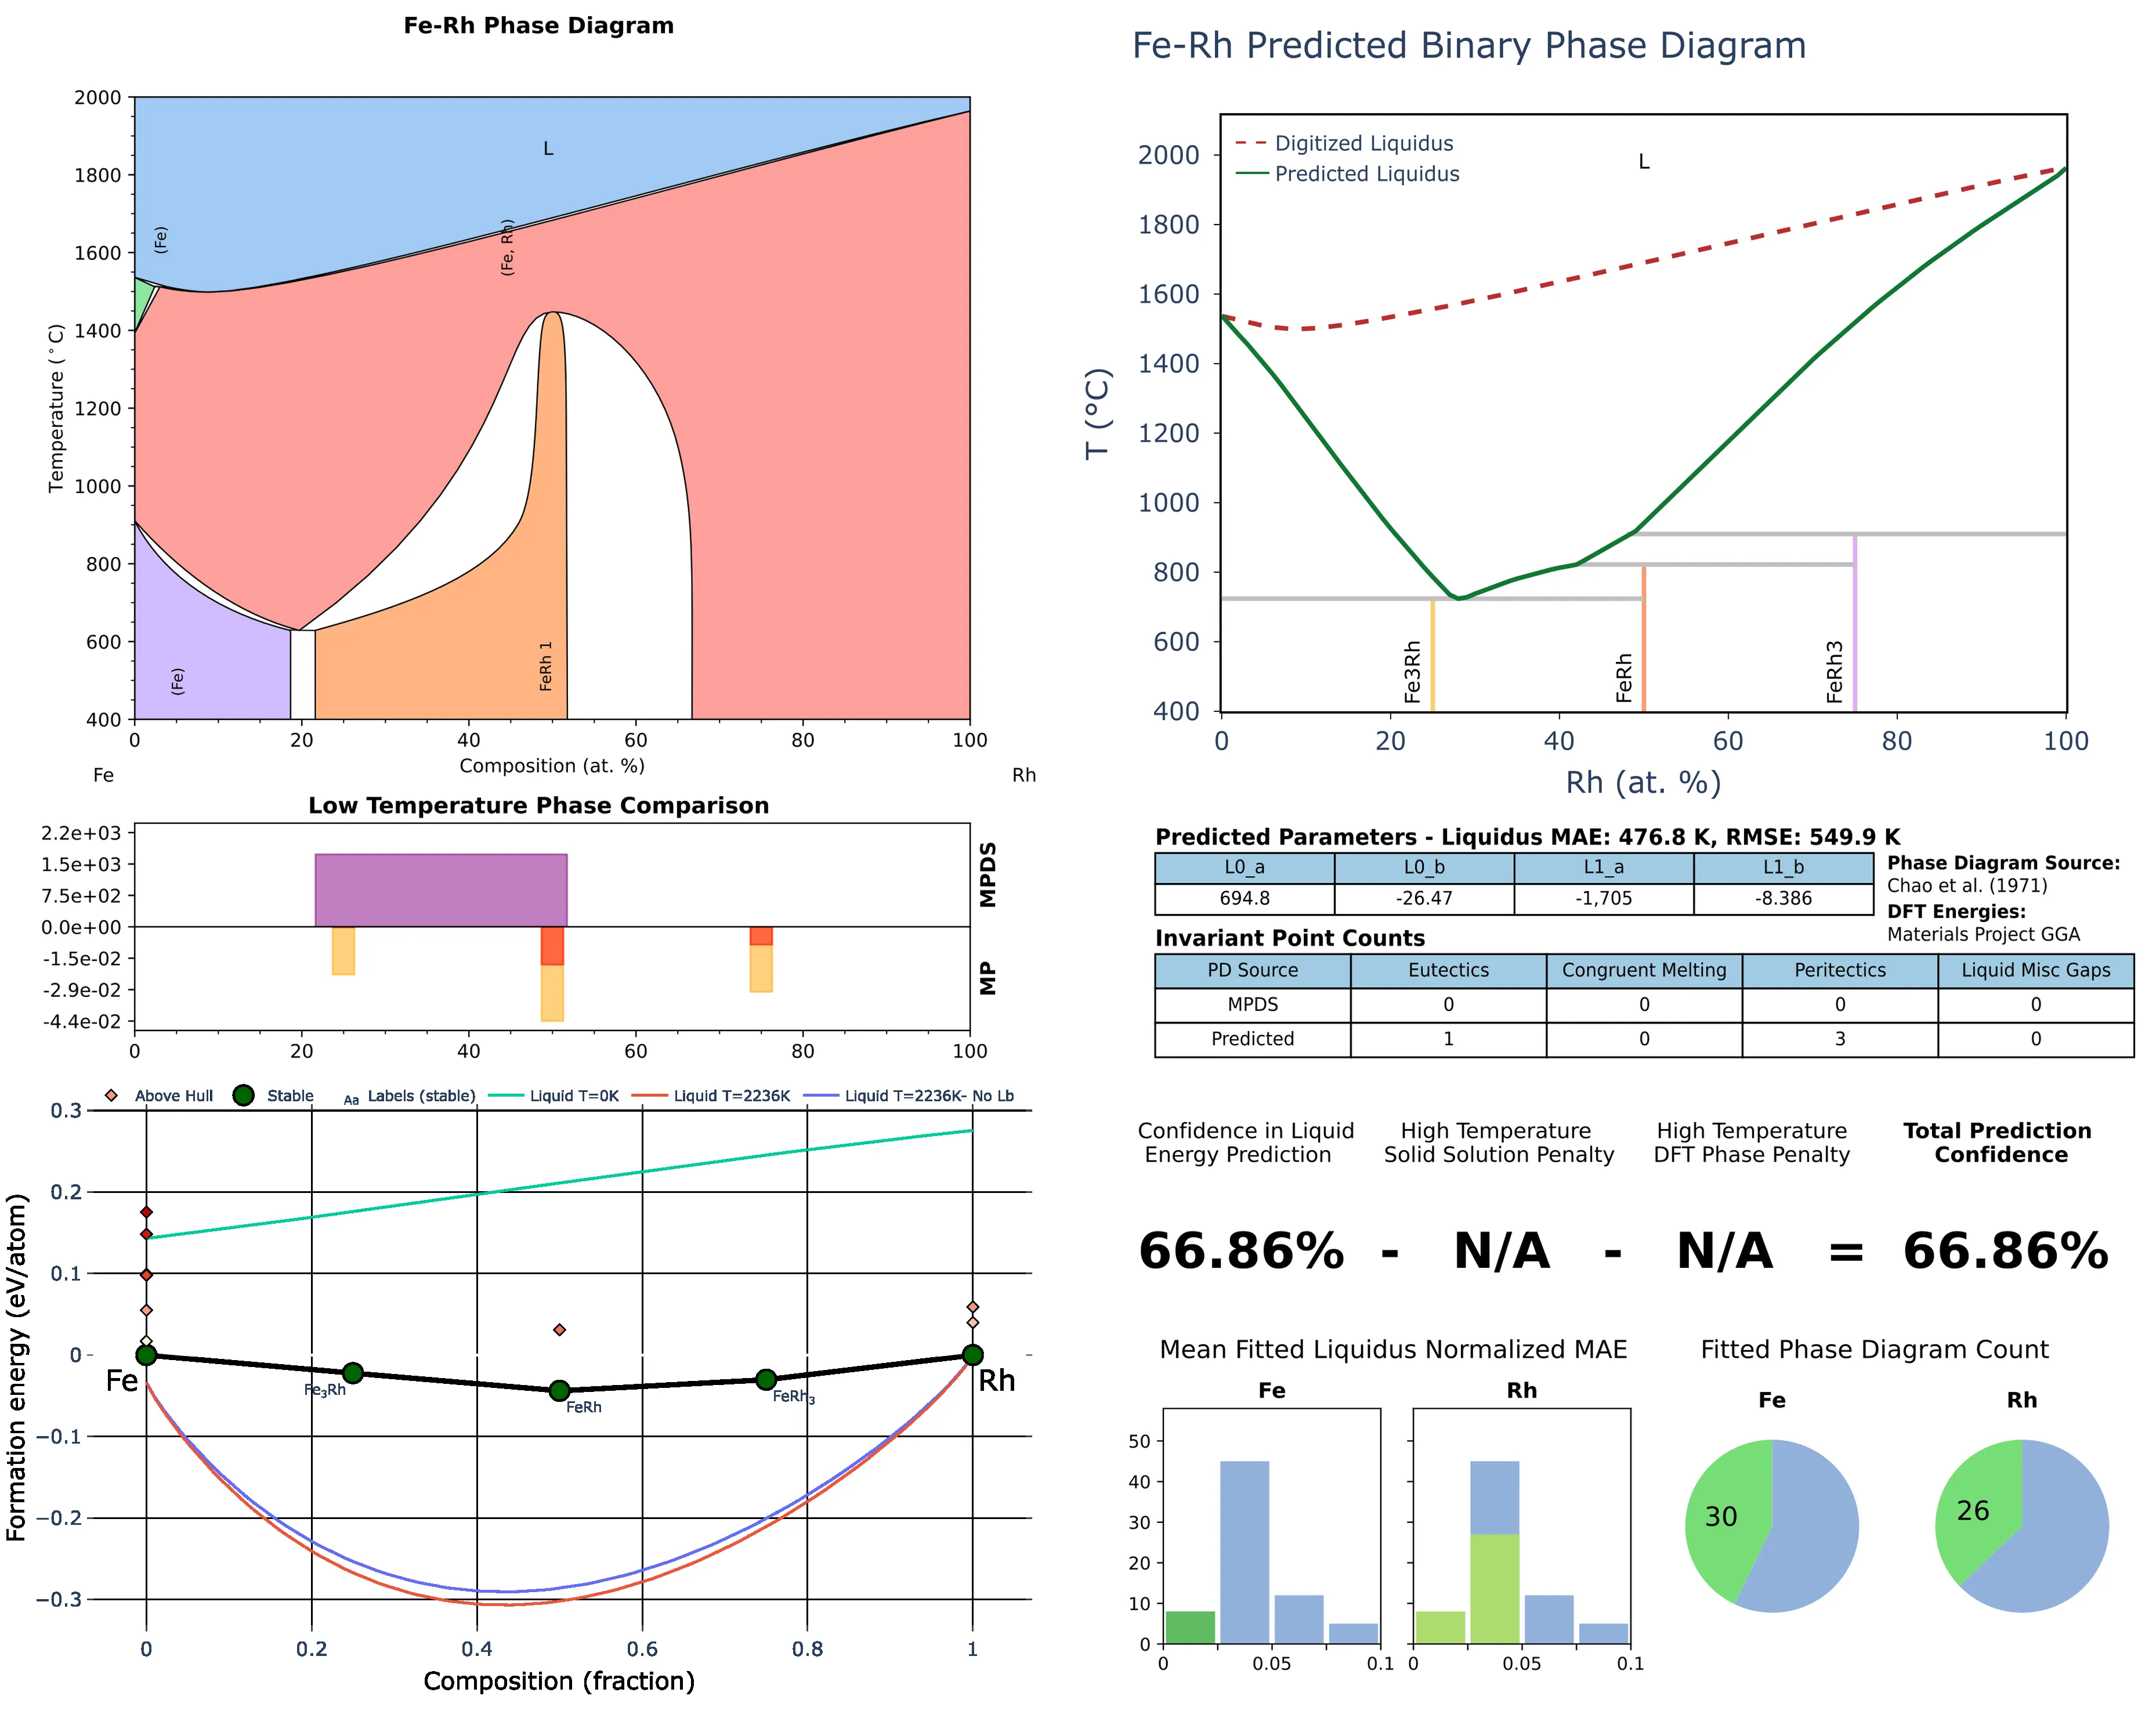 Fe-Rh Phase Diagram
2000
1800
1600
1400
1200
1000
800
600
400
Temperature (°C)
L
(Fe)
(Fe, Rh)
(Fe)
FeRh 1
0 20 40 60 80 100
Composition (at. %)
Fe
Rh
Low Temperature Phase Comparison
2.2e+03
1.5e+03
7.5e+02
0.0e+00
-1.5e-02
-2.9e-02
-4.4e-02
MPDS
MP
0 20 40 60 80 100
Above Hull Stable Aa Labels (stable) Liquid T=0K Liquid T=2236K Liquid T=2236K- No Lb
0.3
0.2
0.1
0
−0.1
−0.2
−0.3
Formation energy (eV/atom)
Fe
Fe3Rh
FeRh
FeRh3
Rh
0 0.2 0.4 0.6 0.8 1
Composition (fraction)
Fe-Rh Predicted Binary Phase Diagram
Digitized Liquidus
Predicted Liquidus
L
2000
1800
1600
1400
1200
1000
800
600
400
T (°C)
Fe3Rh
FeRh
FeRh3
0 20 40 60 80 100
Rh (at. %)
Predicted Parameters - Liquidus MAE: 476.8 K, RMSE: 549.9 K
L0_a L0_b L1_a L1_b
694.8 -26.47 -1,705 -8.386
Phase Diagram Source:
Chao et al. (1971)
DFT Energies:
Materials Project GGA
Invariant Point Counts
PD Source Eutectics Congruent Melting Peritectics Liquid Misc Gaps
MPDS 0 0 0 0
Predicted 1 0 3 0
Confidence in Liquid
Energy Prediction
High Temperature
Solid Solution Penalty
High Temperature
DFT Phase Penalty
Total Prediction
Confidence
66.86% - N/A - N/A = 66.86%
Mean Fitted Liquidus Normalized MAE
Fe
Rh
50
40
30
20
10
0
0 0.05 0.1
0 0.05 0.1
Fitted Phase Diagram Count
Fe
Rh
30
26